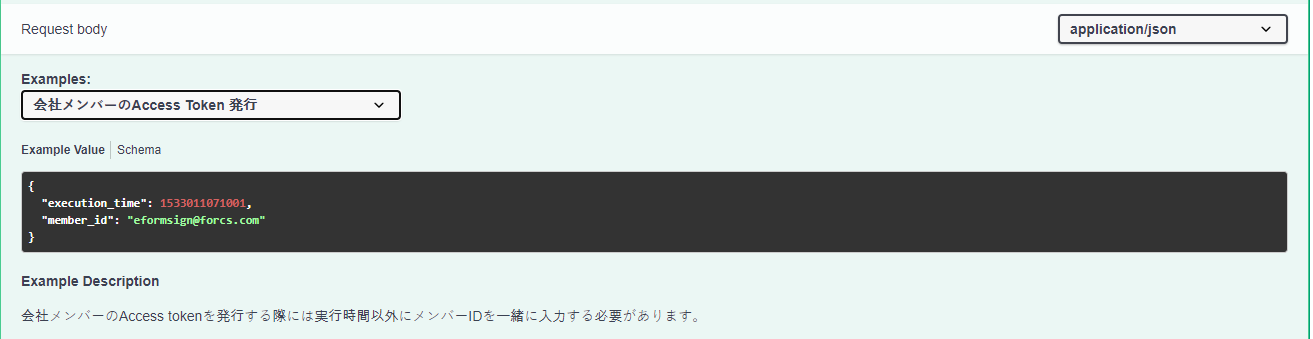 Request body
application/json
Examples:
会社メンバーのAccess Token 発行
Example Value
Schema
{
  "execution_time": 1533011071001,
  "member_id": "eformsign@forcs.com"
}
Example Description
会社メンバーのAccess tokenを発行する際には実行時間以外にメンバーIDを一緒に入力する必要があります。